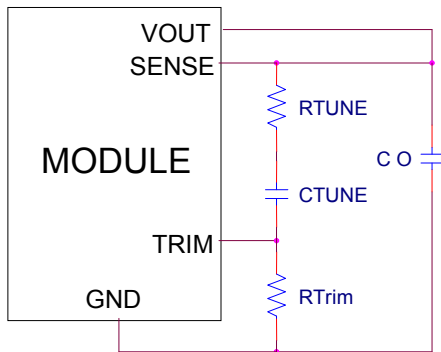 VOUT
SENSE
RTUNE
MODULE
C O
CTUNE
TRIM
GND
RTrim